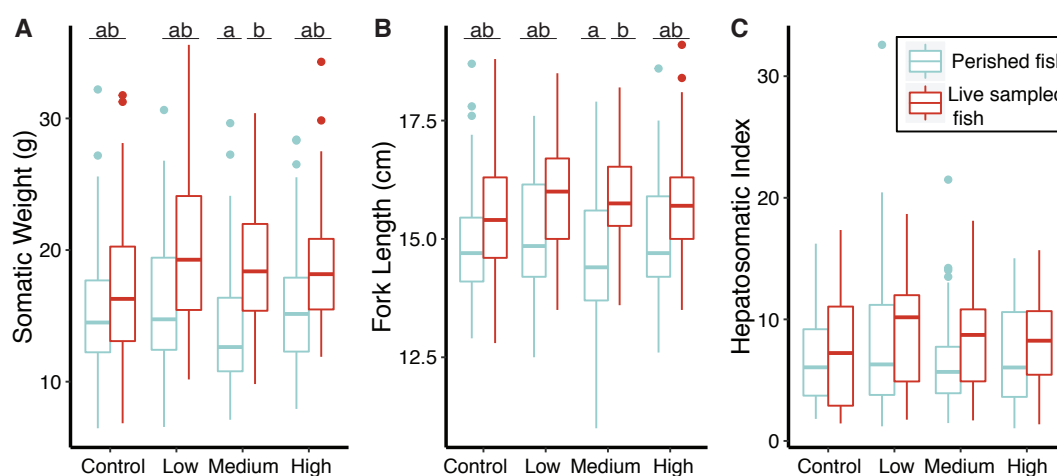 A
ab
ab
a
b
ab
Somatic Weight (g)
30
20
10
Control
Low
Medium
High
B
ab
ab
a
b
ab
Fork Length (cm)
17.5
15.0
12.5
Control
Low
Medium
High
C
Hepatosomatic Index
30
20
10
0
Control
Low
Medium
High
Perished fish
Live sampled
fish